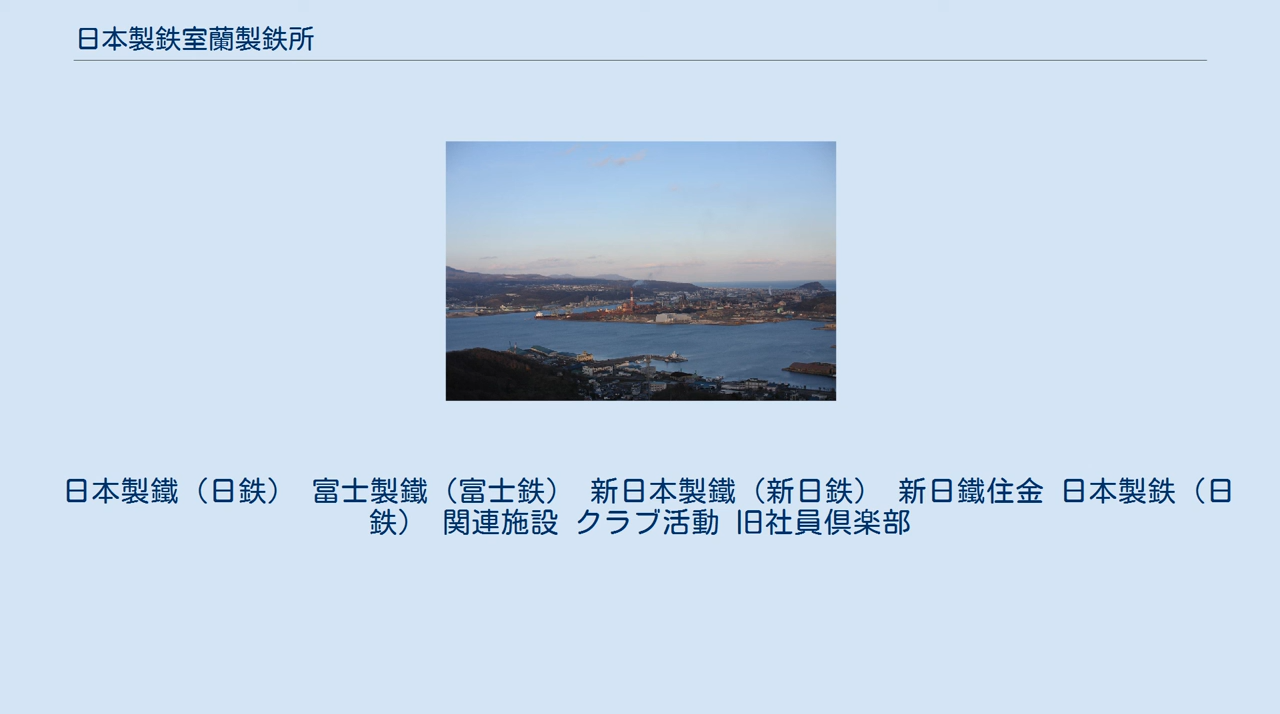 日本製鉄室蘭製鉄所
日本製鐵（日鉄） 富士製鐵（富士鉄） 新日本製鐵（新日鉄） 新日鐵住金 日本製鉄（日
鉄） 関連施設 クラブ活動 旧社員倶楽部